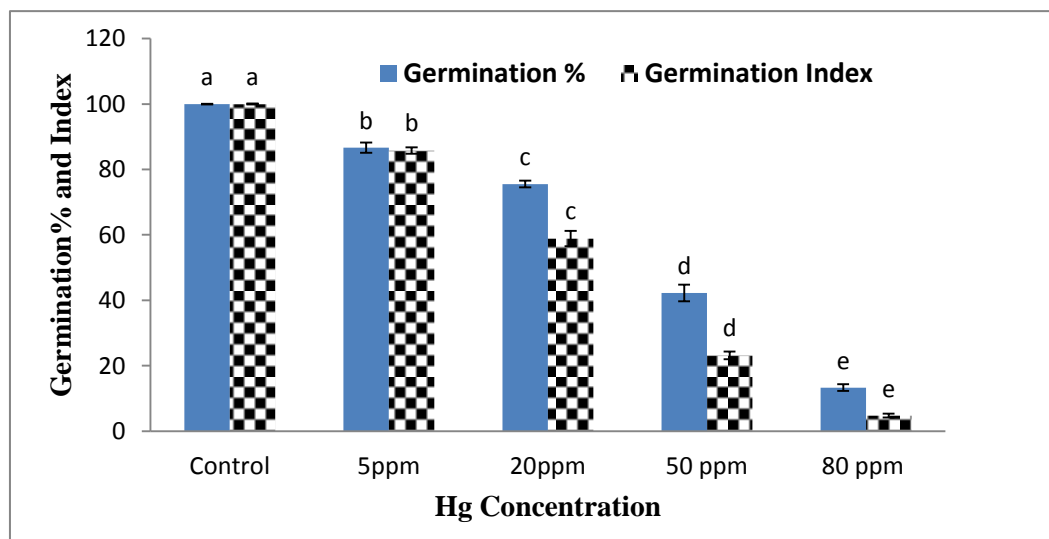 120
100
80
60
40
20
0
Germination% and Index
Germination % Germination Index
a a
b b
c
c
d
d
e
e
Control 5ppm 20ppm 50 ppm 80 ppm
Hg Concentration